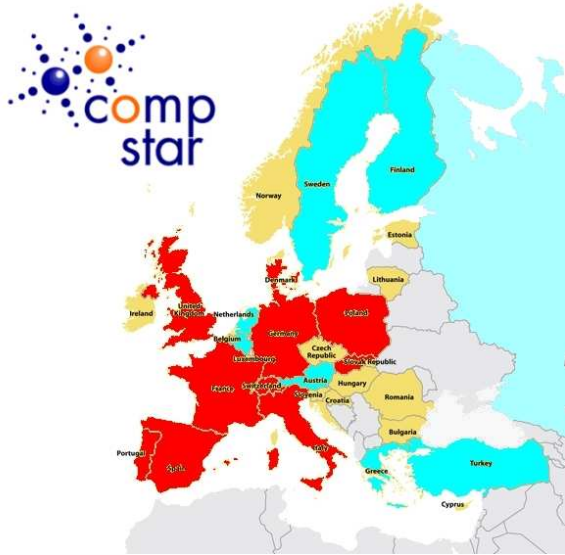 comp
star
Norway
Sweden
Finland
Estonia
Lithuania
Denmark
Ireland
United
Kingdom
Netherlands
Belgium
Germany
Poland
Luxembourg
Czech
Republic
Slovak Republic
France
Switzerland
Austria
Hungary
Slovenia
Croatia
Romania
Bulgaria
Portugal
Spain
Italy
Greece
Turkey
Cyprus